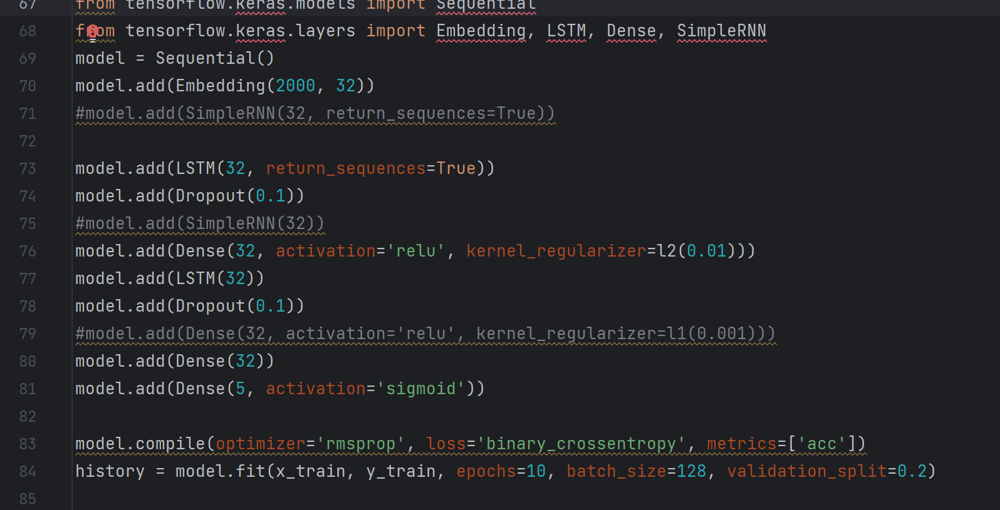 67 from tensorflow.keras.models import Sequential
68 from tensorflow.keras.layers import Embedding, LSTM, Dense, SimpleRNN
69 model = Sequential()
70 model.add(Embedding(2000, 32))
71 #model.add(SimpleRNN(32, return_sequences=True))
72
73 model.add(LSTM(32, return_sequences=True))
74 model.add(Dropout(0.1))
75 #model.add(SimpleRNN(32))
76 model.add(Dense(32, activation='relu', kernel_regularizer=l2(0.01)))
77 model.add(LSTM(32))
78 model.add(Dropout(0.1))
79 #model.add(Dense(32, activation='relu', kernel_regularizer=l1(0.001)))
80 model.add(Dense(32))
81 model.add(Dense(5, activation='sigmoid'))
82
83 model.compile(optimizer='rmsprop', loss='binary_crossentropy', metrics=['acc'])
84 history = model.fit(x_train, y_train, epochs=10, batch_size=128, validation_split=0.2)
85